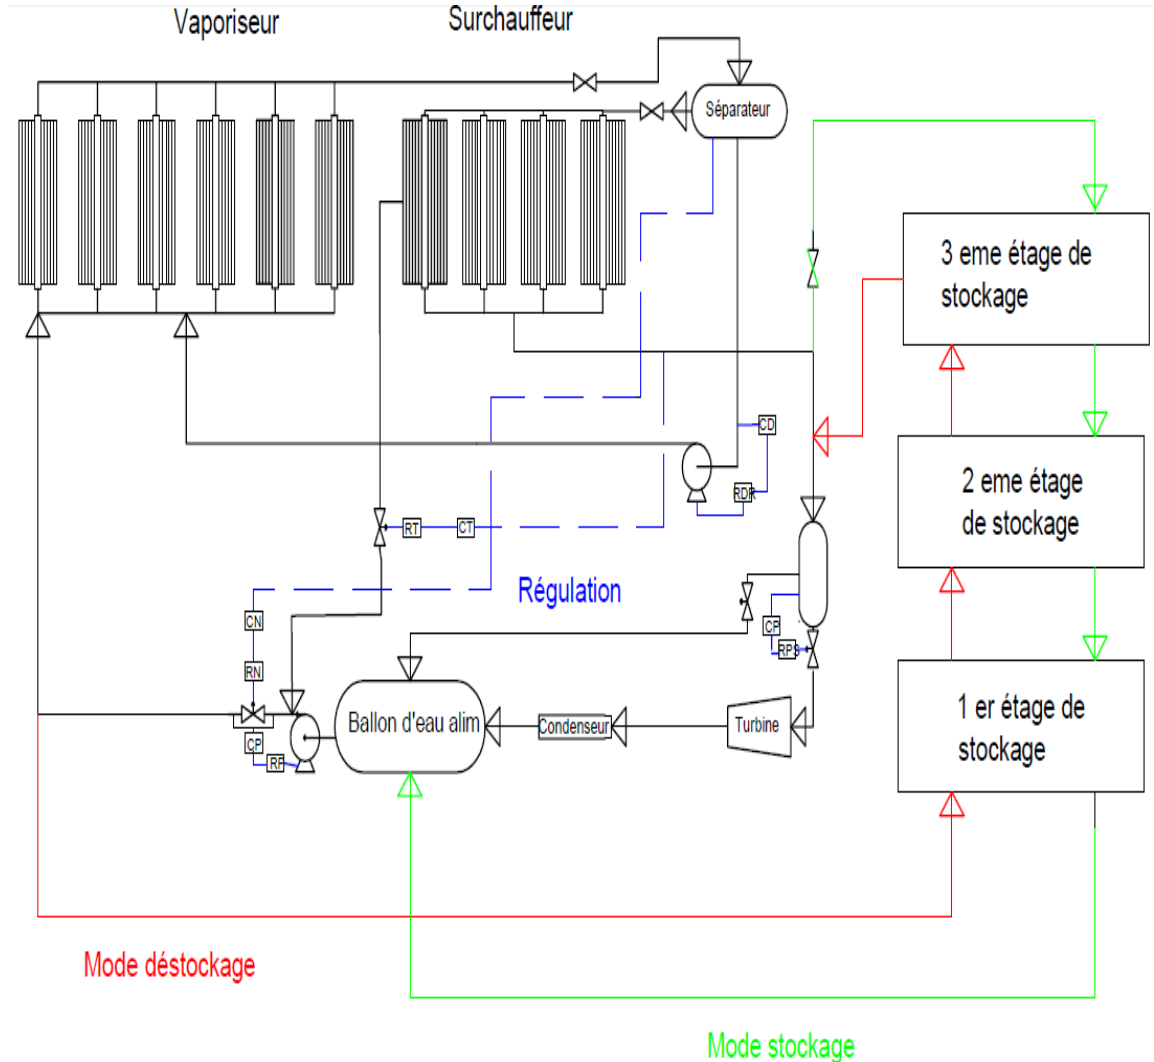 Vaporiseur
Surchauffeur
Séparateur
3 eme étage de
stockage
CD
RDR
2 eme étage
de stockage
RT
CT
Régulation
CN
CP
RPS
RN
1 er étage de
stockage
Ballon d'eau alim
Condenseur
Turbine
CP
RP
Mode déstockage
Mode stockage